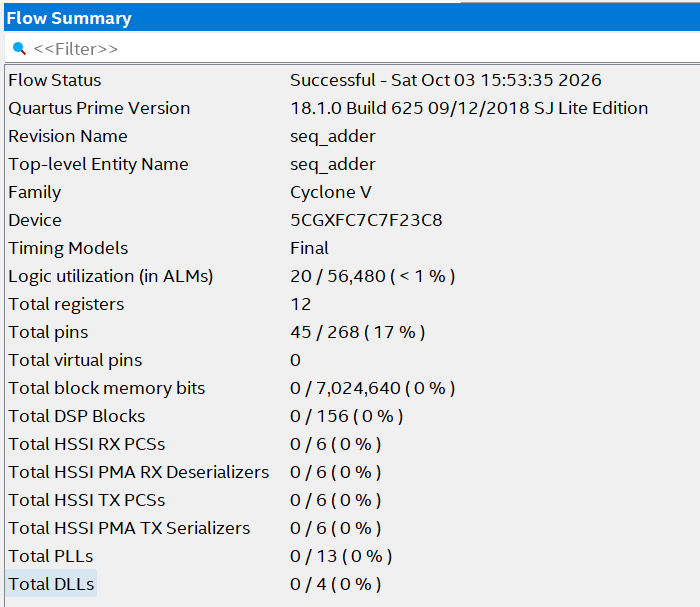 Flow Summary
<<Filter>>
Flow Status Successful - Sat Oct 03 15:53:35 2026
Quartus Prime Version 18.1.0 Build 625 09/12/2018 SJ Lite Edition
Revision Name seq_adder
Top-level Entity Name seq_adder
Family Cyclone V
Device 5CGXFC7C7F23C8
Timing Models Final
Logic utilization (in ALMs) 20 / 56,480 ( < 1 % )
Total registers 12
Total pins 45 / 268 ( 17 % )
Total virtual pins 0
Total block memory bits 0 / 7,024,640 ( 0 % )
Total DSP Blocks 0 / 156 ( 0 % )
Total HSSI RX PCSs 0 / 6 ( 0 % )
Total HSSI PMA RX Deserializers 0 / 6 ( 0 % )
Total HSSI TX PCSs 0 / 6 ( 0 % )
Total HSSI PMA TX Serializers 0 / 6 ( 0 % )
Total PLLs 0 / 13 ( 0 % )
Total DLLs 0 / 4 ( 0 % )